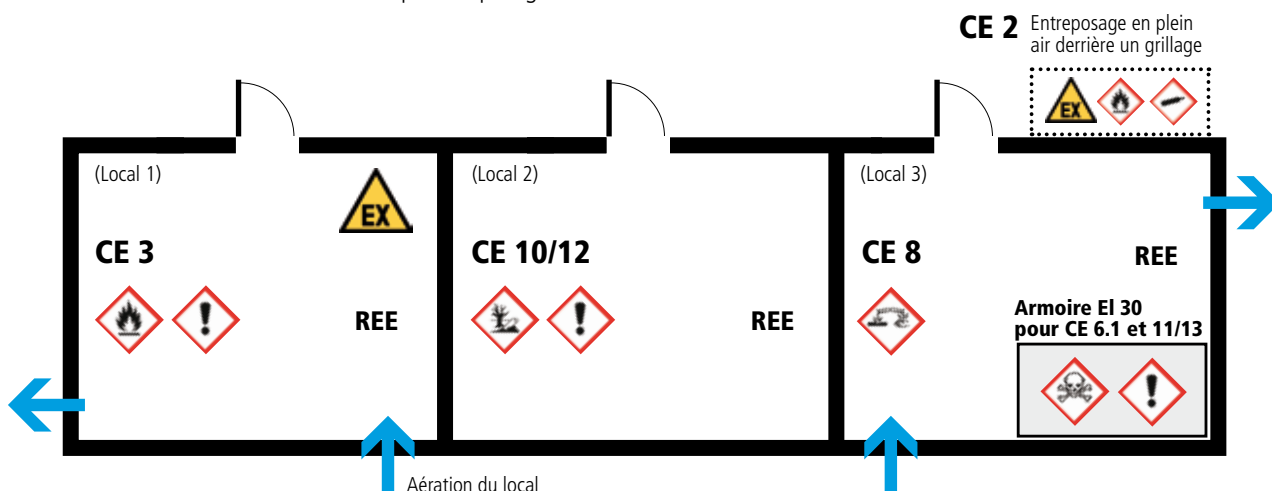 CE 2 Entreposage en plein
air derrière un grillage
EX
(Local 1)
EX
CE 3
REE
(Local 2)
CE 10/12
REE
(Local 3)
CE 8
REE
Armoire El 30
pour CE 6.1 et 11/13
Aération du local